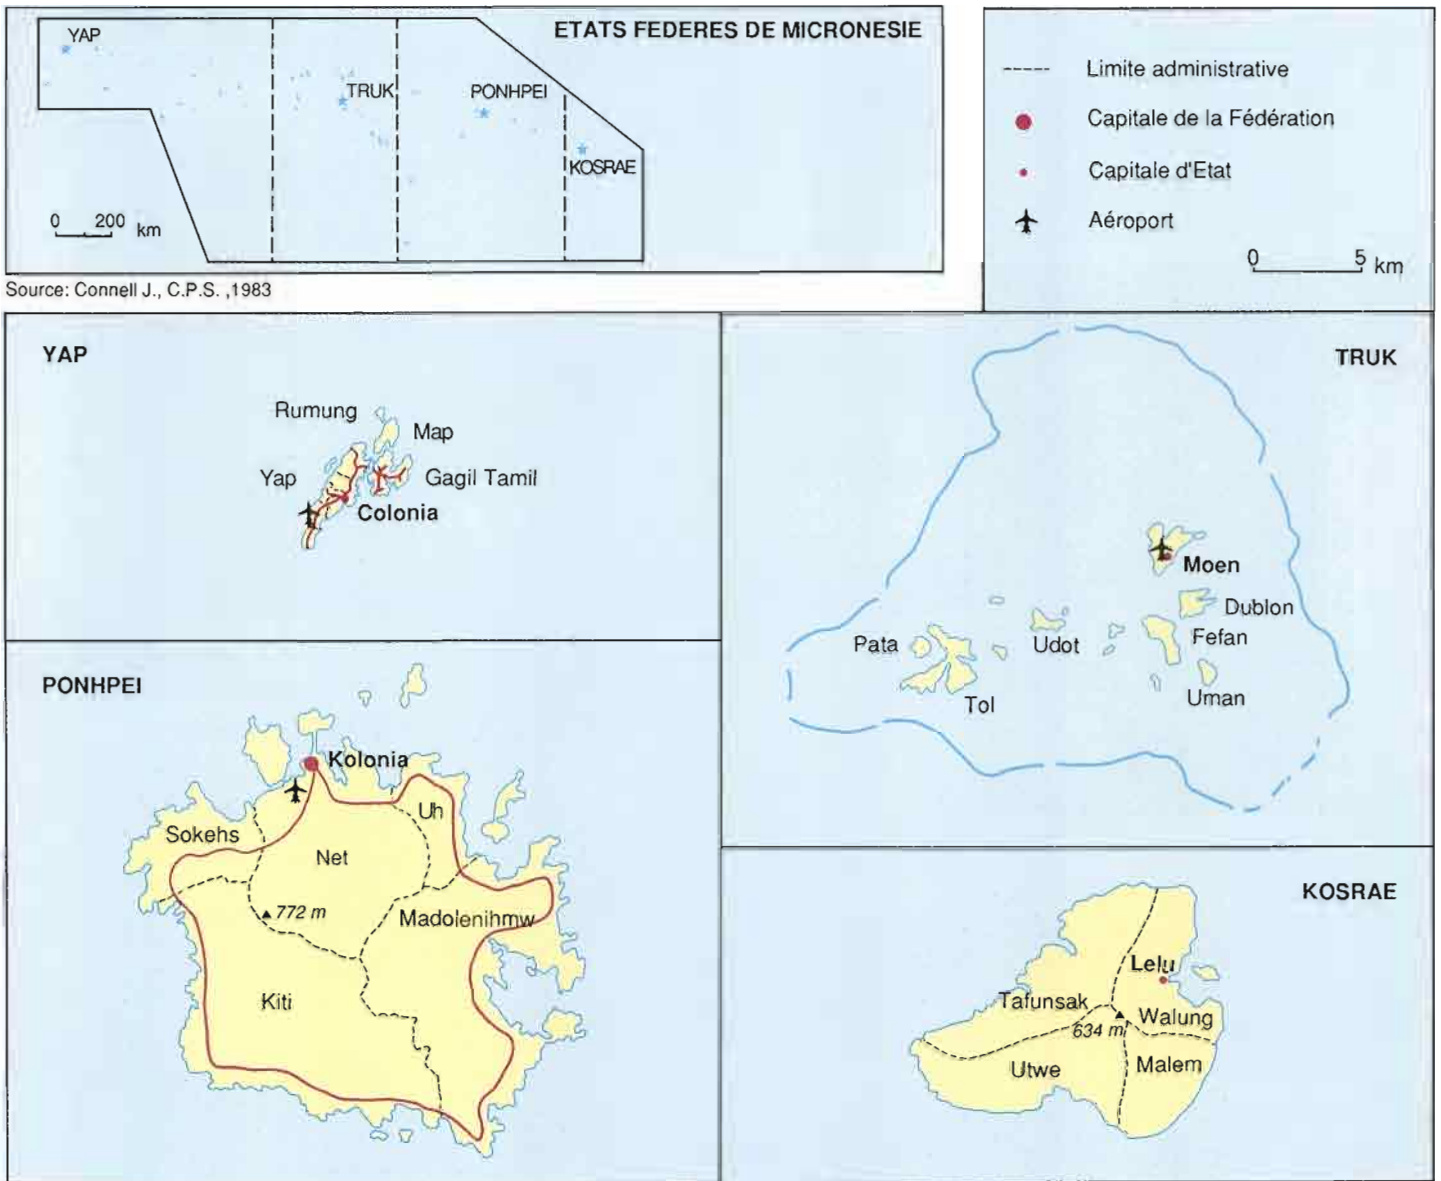 ETATS FEDERES DE MICRONESIE
YAP
TRUK
PONHPEI
KOSRAE
0 200 km
Source: Connell J., C.P.S. ,1983
Limite administrative
Capitale de la Fédération
Capitale d'Etat
Aéroport
0 5 km
YAP
Rumung
Map
Yap
Gagil Tamil
Colonia
TRUK
Moen
Dublon
Pata
Udot
Fefan
Tol
Uman
PONHPEI
Kolonia
Uh
Sokehs
Net
772 m
Madolenihmw
Kiti
KOSRAE
Lelu
Tafunsak
Walung
634 m
Utwe
Malem